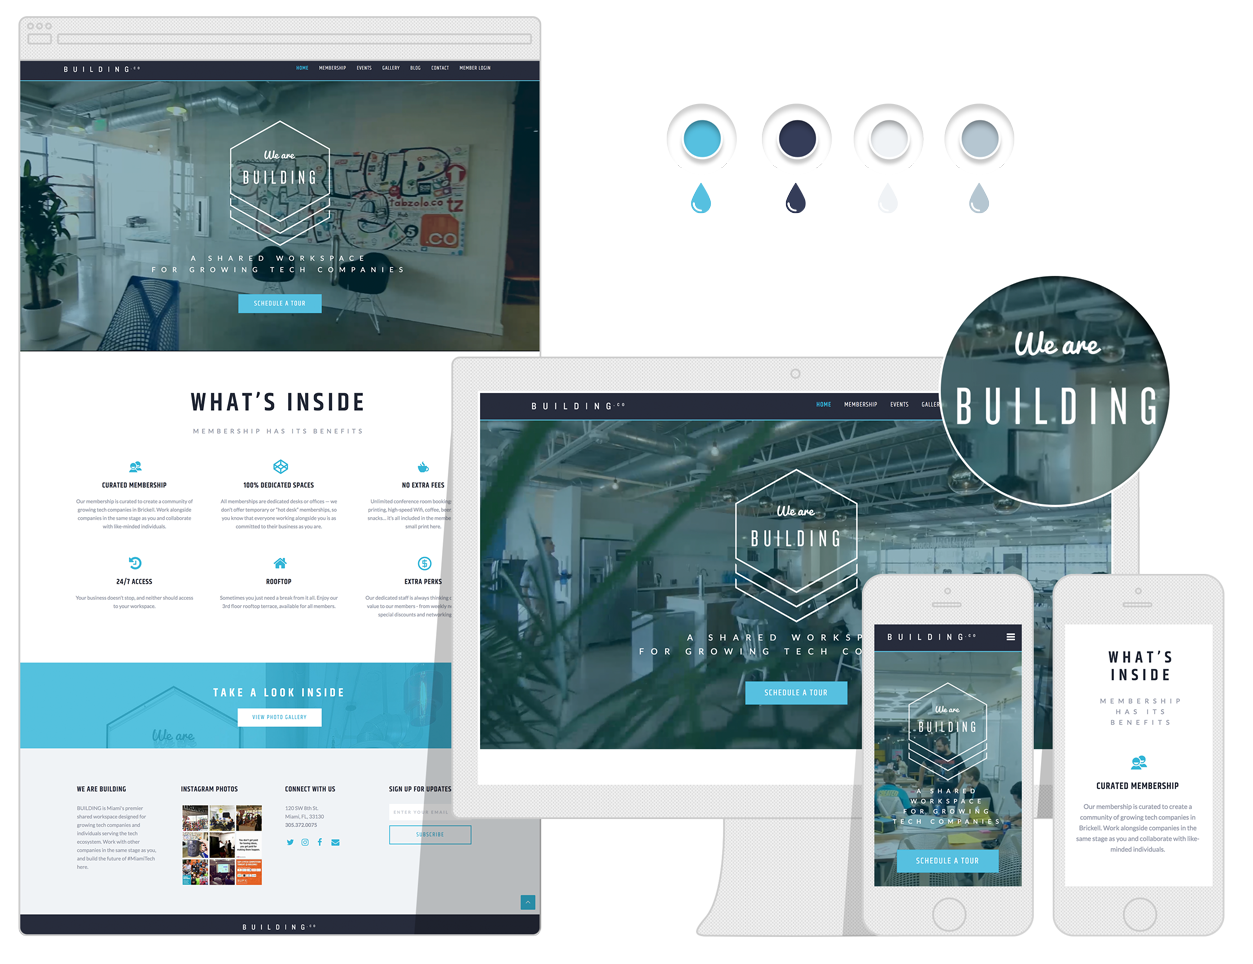 BUILDING.CO
HOME MEMBERSHIP EVENTS GALLERY BLOG CONTACT MEMBER LOGIN
We are
BUILDING
A SHARED WORKSPACE
FOR GROWING TECH COMPANIES
SCHEDULE A TOUR
WHAT'S INSIDE
MEMBERSHIP HAS ITS BENEFITS
CURATED MEMBERSHIP
Our membership is curated to create a community of
growing tech companies in Brickell. Work alongside
companies in the same stage as you and collaborate
with like-minded individuals.
100% DEDICATED SPACES
All memberships are dedicated desks or offices — we
don't offer temporary or "hot desk" memberships, so
you know that everyone working alongside you is as
committed to their business as you are.
NO EXTRA FEES
Unlimited conference room booking,
printing, high-speed Wifi, coffee, beer
snacks... it's all included in the
small print here.
24/7 ACCESS
Your business doesn't stop, and neither should access
to your workspace.
ROOFTOP
Sometimes you just need a break from it all. Enjoy our
3rd floor rooftop terrace, available for all members.
EXTRA PERKS
Our dedicated staff is always thinking
value to our members - from weekly
special discounts and networking
TAKE A LOOK INSIDE
VIEW PHOTO GALLERY
We are
WE ARE BUILDING
BUILDING is Miami's premier
shared workspace designed for
growing tech companies and
individuals serving the tech
ecosystem. Work with other
companies in the same stage as you,
and build the future of #MiamiTech
here.
INSTAGRAM PHOTOS
CONNECT WITH US
120 SW 8th St.
Miami, FL, 33130
305.372.0075
SIGN UP FOR UPDATES
ENTER YOUR EMAIL
SUBSCRIBE
BUILDING.CO
BUILDING.CO
HOME MEMBERSHIP EVENTS GALLER
We are
BUILDING
A SHARED WORKSP
FOR GROWING TECH CO
SCHEDULE A TOUR
We are
BUILDING
BUILDING.CO
We are
BUILDING
A SHARED
WORKSPACE
FOR GROWING
TECH COMPANIES
SCHEDULE A TOUR
WHAT'S
INSIDE
MEMBERSHIP
HAS ITS
BENEFITS
CURATED MEMBERSHIP
Our membership is curated to create a
community of growing tech companies in
Brickell. Work alongside companies in the
same stage as you and collaborate with like-
minded individuals.